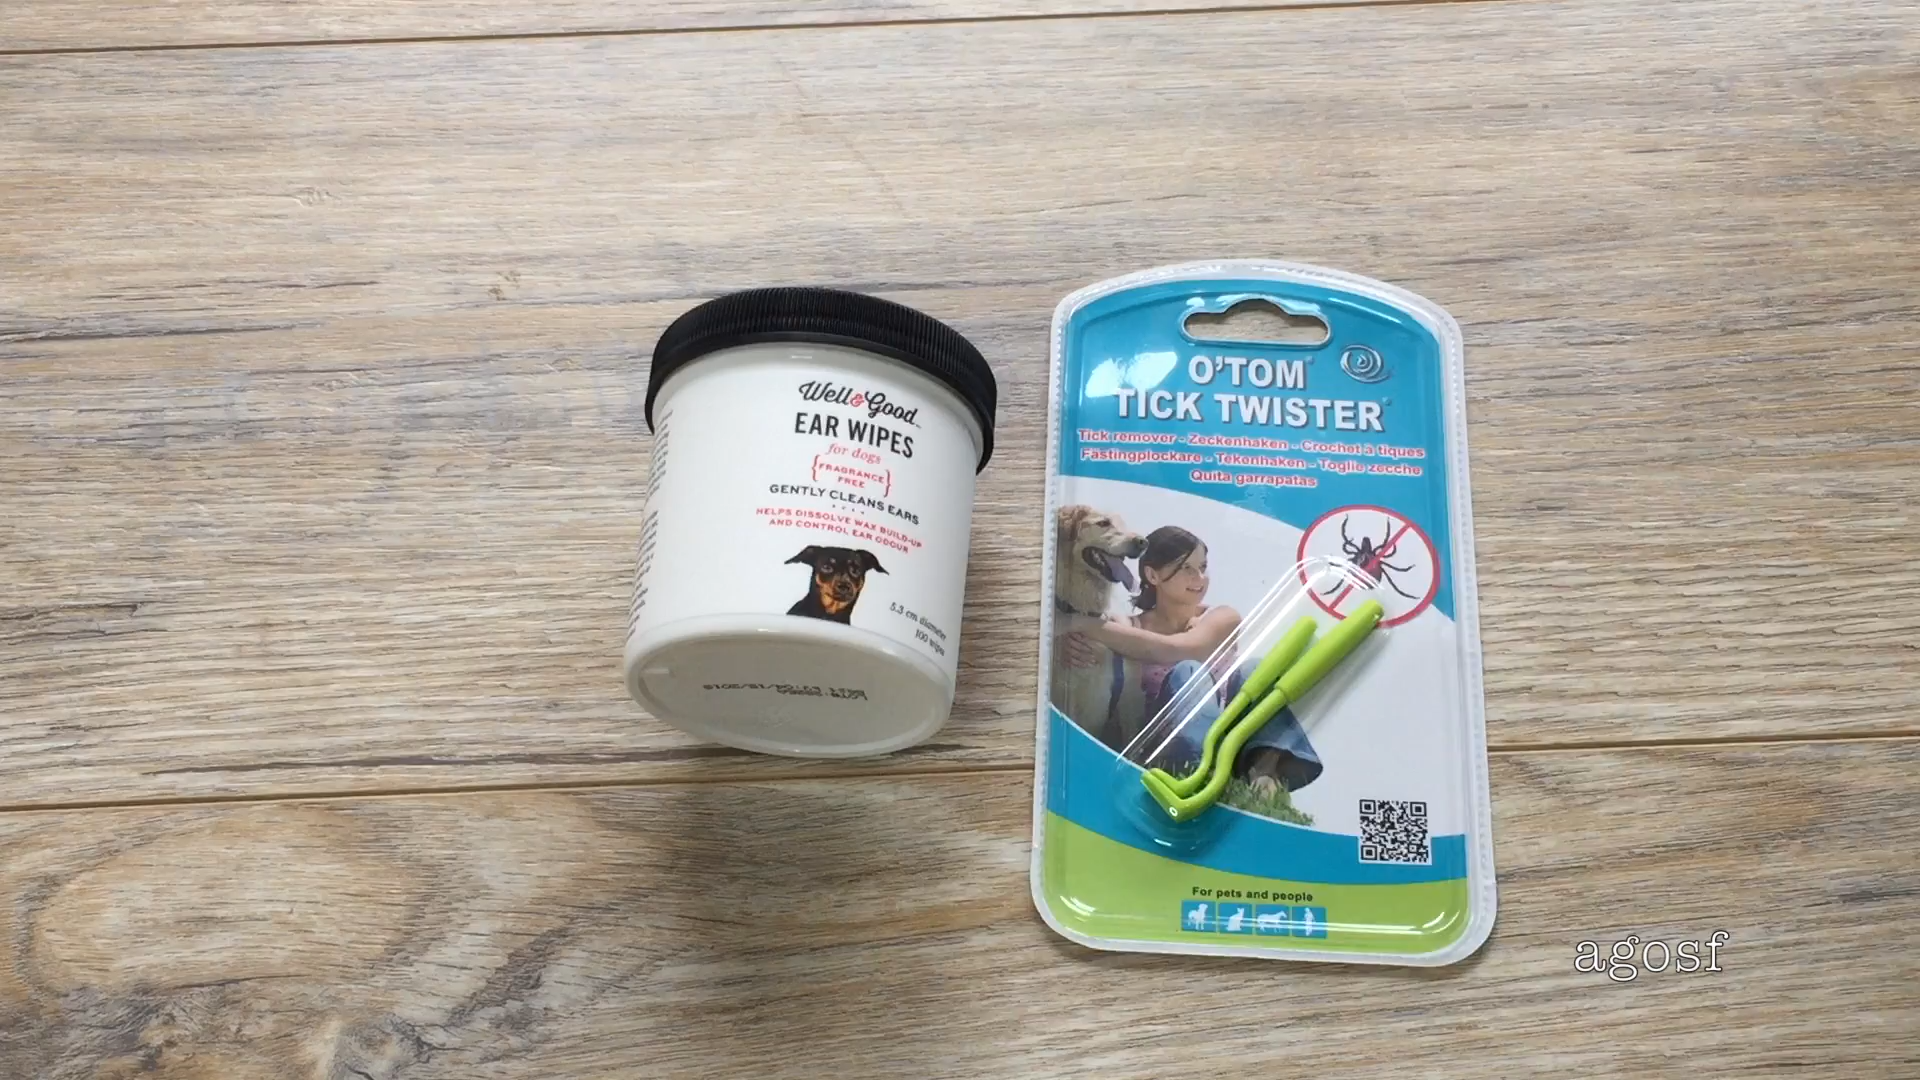 Well&Good
EAR WIPES
for dogs
{FRAGRANCE
FREE}
GENTLY CLEANS EARS
HELPS DISSOLVE WAX BUILD-UP
AND CONTROL EAR ODOUR
5.3 cm diameter
100 wipes
O'TOM
TICK TWISTER
Tick remover - Zeckenhaken - Crochet à tiques
Fästingplockare - Tekenhaken - Toglie zecche
Quita garrapatas
For pets and people
agosf